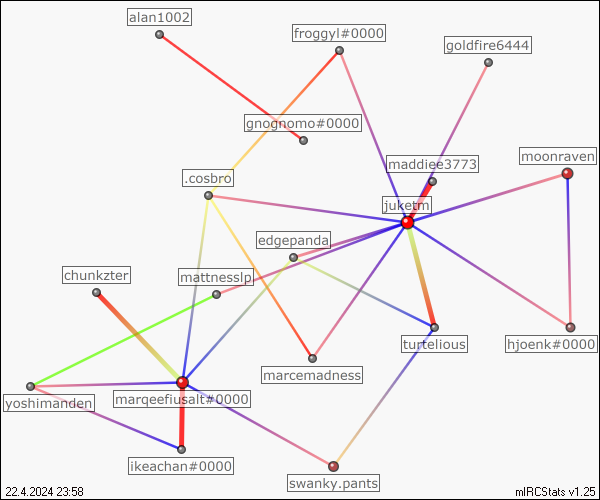 alan1002
froggyl#0000
goldfire6444
gnognomo#0000
moonraven
maddiee3773
.cosbro
juketm
edgepanda
chunkzter
mattnesslp
turtelious
hjoenk#0000
marcemadness
yoshimanden
marqeefiusalt#0000
ikeachan#0000
swanky.pants
22.4.2024 23:58
mIRCStats v1.25